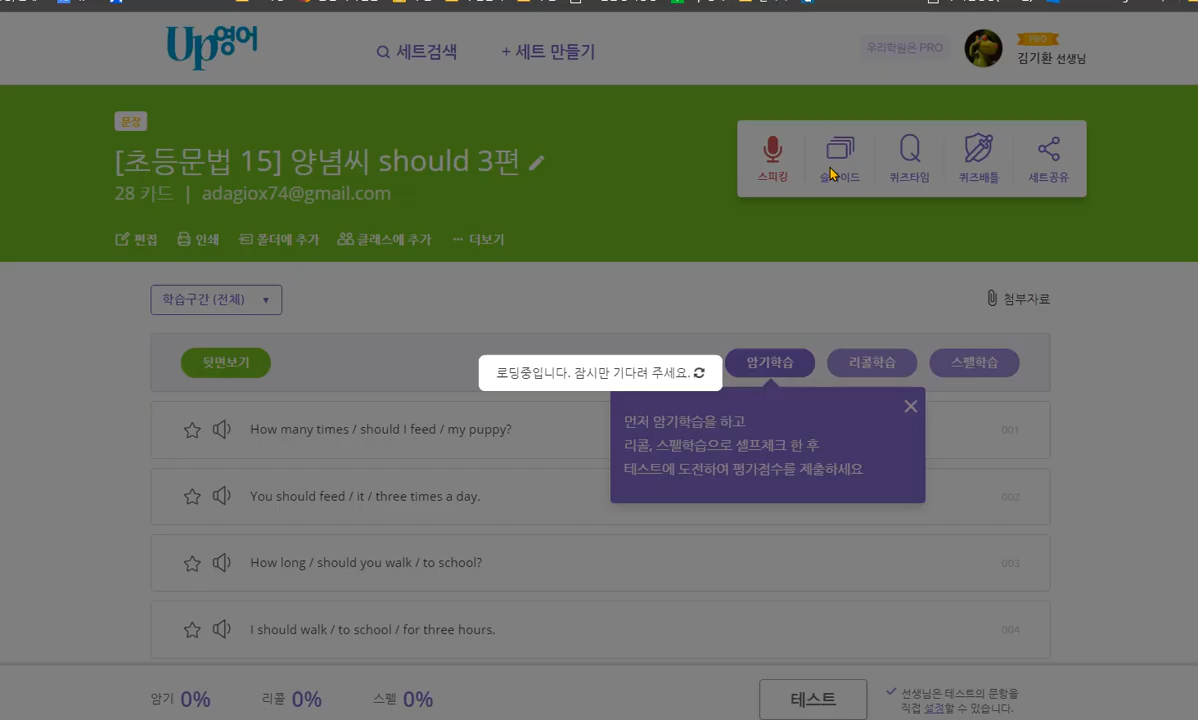 Up영어
세트검색
+ 세트 만들기
우리학원은 PRO
PRO
김기환 선생님
문장
[초등문법 15] 양념씨 should 3편
28 카드 | adagiox74@gmail.com
스피킹
슬라이드
퀴즈타임
퀴즈배틀
세트공유
편집
인쇄
폴더에 추가
클래스에 추가
더보기
학습구간 (전체) ▼
첨부자료
뒷면보기
로딩중입니다. 잠시만 기다려 주세요.
암기학습
리콜학습
스펠학습
먼저 암기학습을 하고
리콜, 스펠학습으로 셀프체크 한 후
테스트에 도전하여 평가점수를 제출하세요
How many times / should I feed / my puppy?
001
You should feed / it / three times a day.
002
How long / should you walk / to school?
003
I should walk / to school / for three hours.
004
암기 0%
리콜 0%
스펠 0%
테스트
선생님은 테스트의 문항을
직접 설정할 수 있습니다.